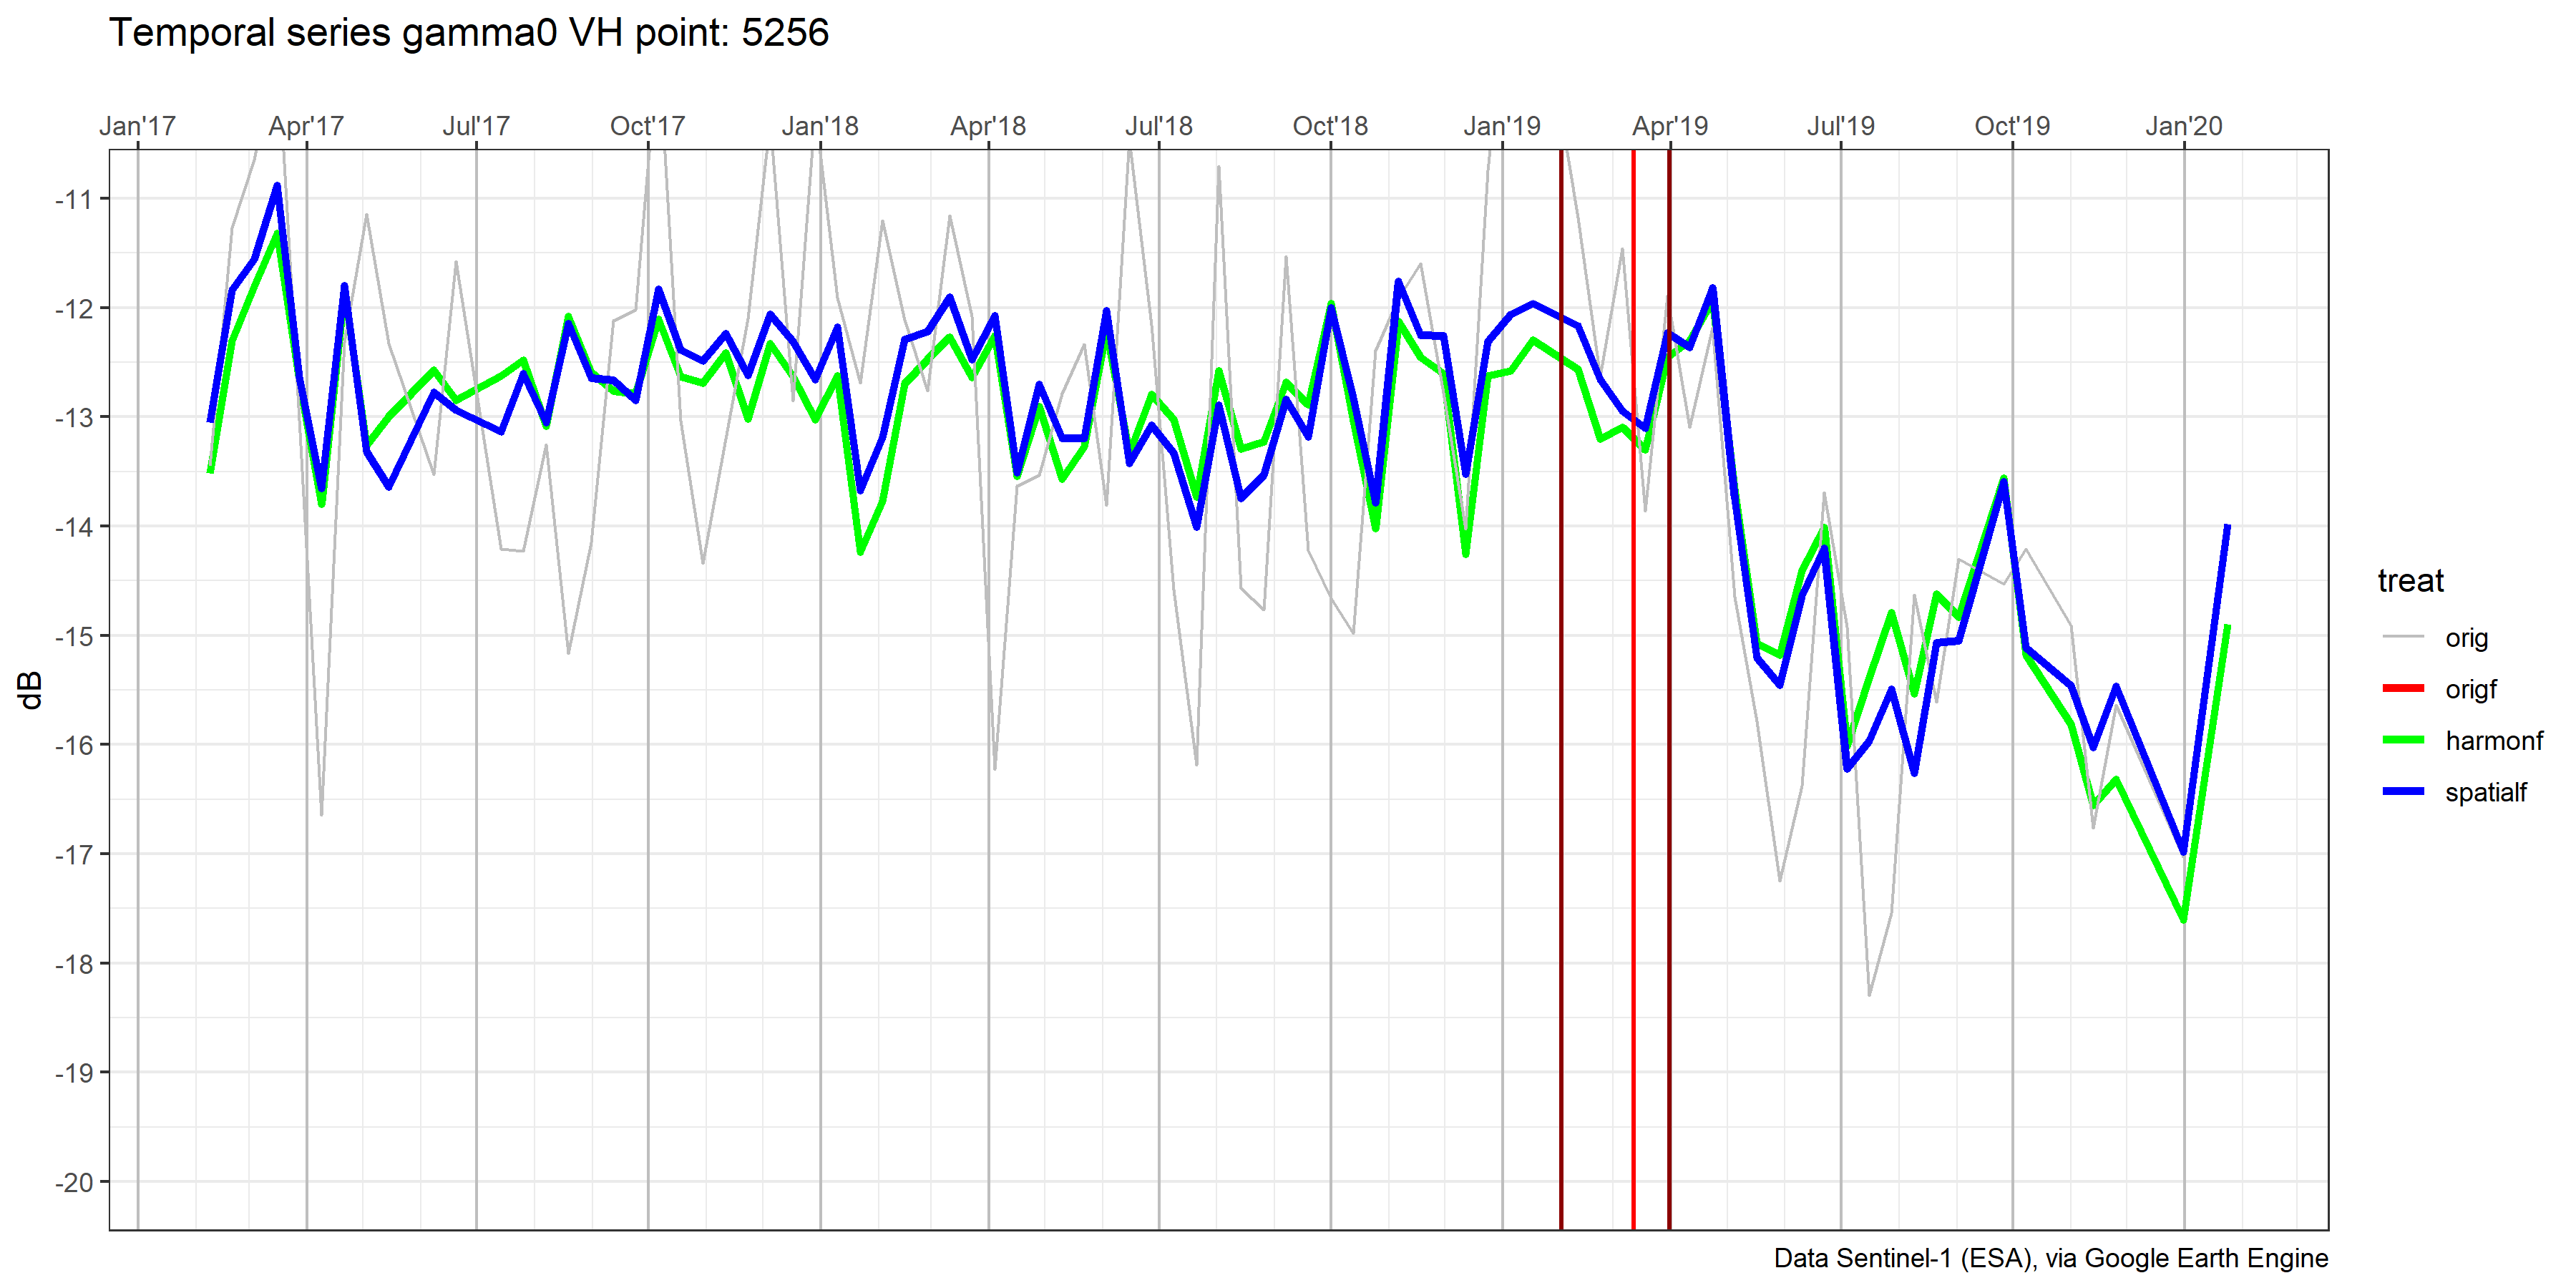 Temporal series gamma0 VH point: 5256
Jan'17 Apr'17 Jul'17 Oct'17 Jan'18 Apr'18 Jul'18 Oct'18 Jan'19 Apr'19 Jul'19 Oct'19 Jan'20
-11
-12
-13
-14
-15
-16
-17
-18
-19
-20
dB
treat
orig
origf
harmonf
spatialf
Data Sentinel-1 (ESA), via Google Earth Engine